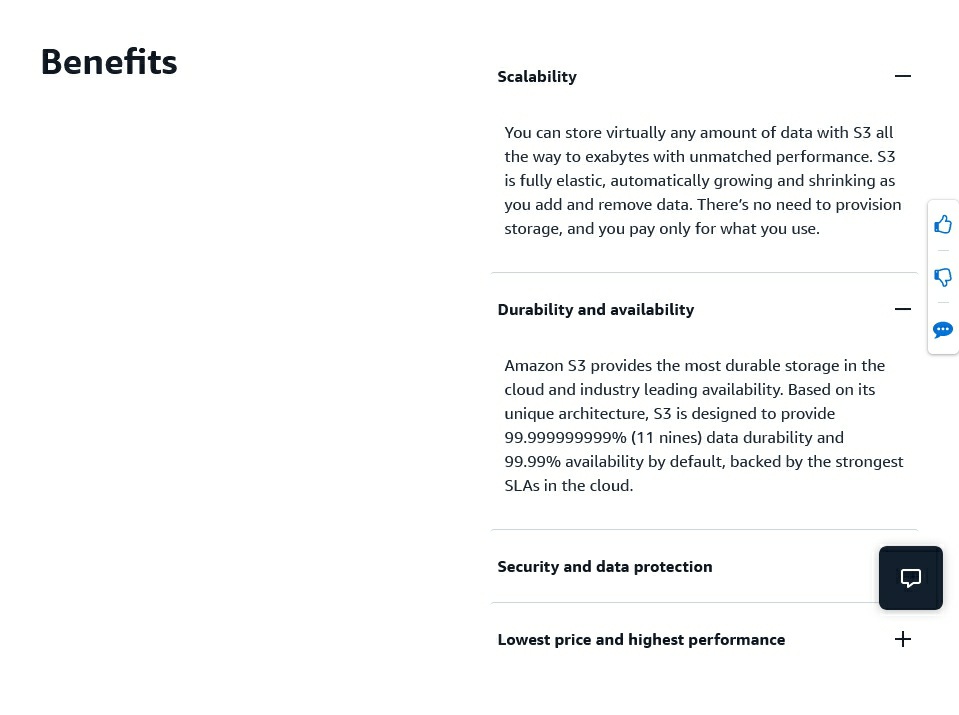 Benefits
Scalability
You can store virtually any amount of data with S3 all
the way to exabytes with unmatched performance. S3
is fully elastic, automatically growing and shrinking as
you add and remove data. There’s no need to provision
storage, and you pay only for what you use.
Durability and availability
Amazon S3 provides the most durable storage in the
cloud and industry leading availability. Based on its
unique architecture, S3 is designed to provide
99.999999999% (11 nines) data durability and
99.99% availability by default, backed by the strongest
SLAs in the cloud.
Security and data protection
Lowest price and highest performance